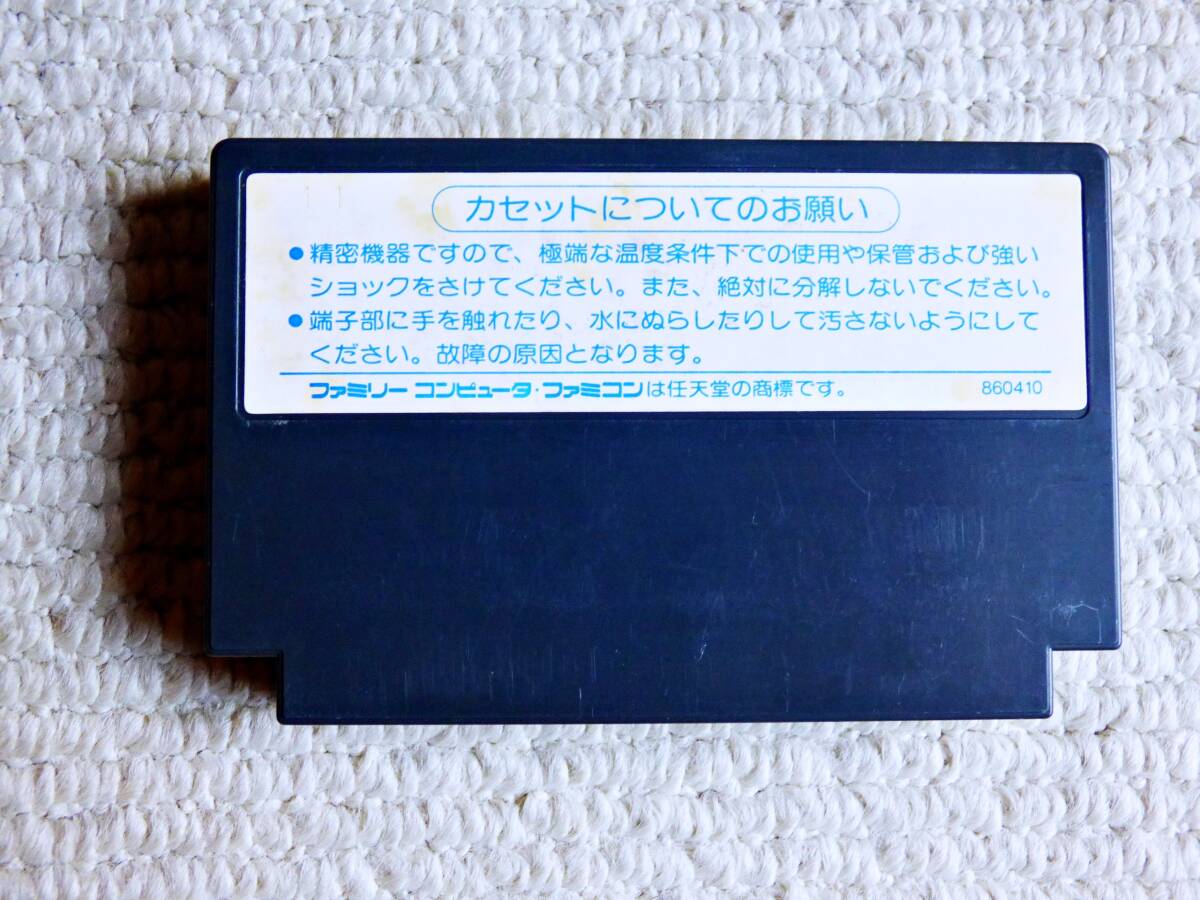 カセットについてのお願い
●精密機器ですので、極端な温度条件下での使用や保管および強い
ショックをさけてください。また、絶対に分解しないでください。
●端子部に手を触れたり、水にぬらしたりして汚さないようにして
ください。故障の原因となります。
ファミリー コンピュータ・ファミコンは任天堂の商標です。 860410